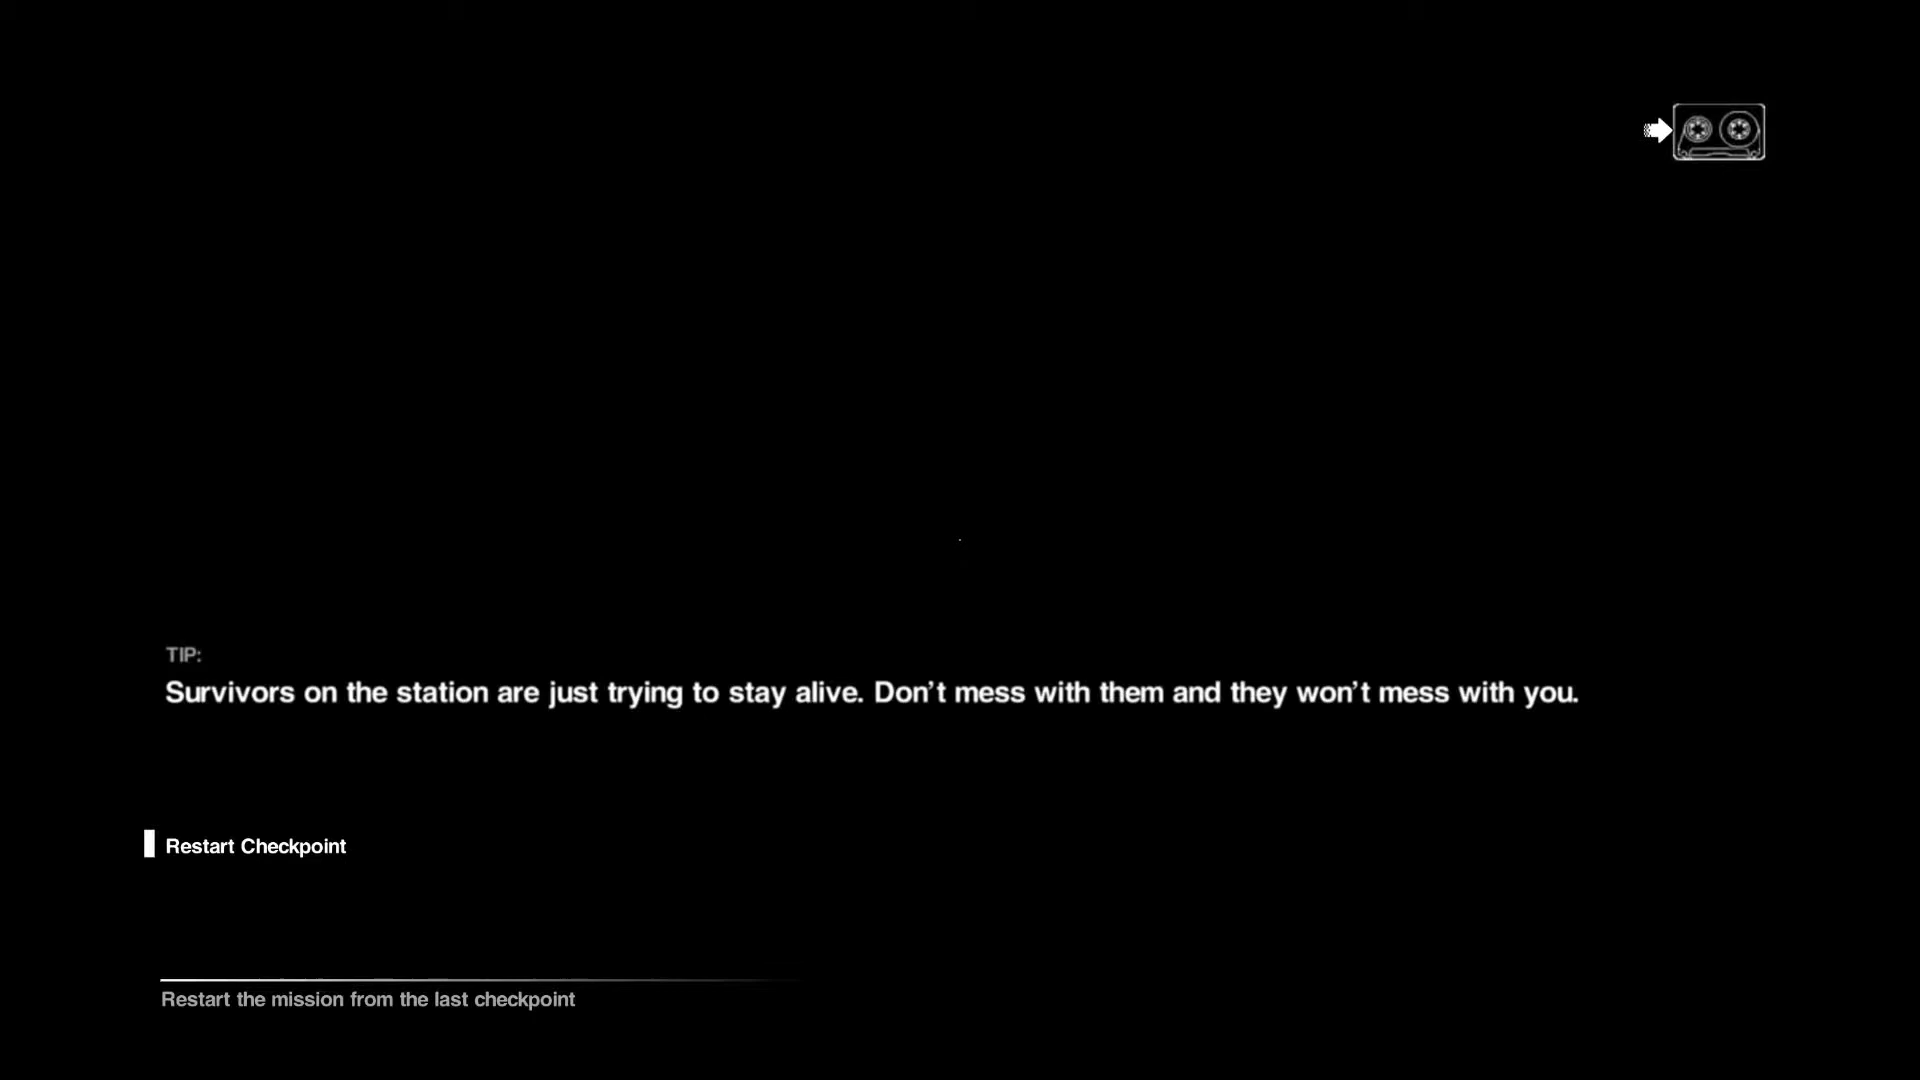 TIP:
Survivors on the station are just trying to stay alive. Don’t mess with them and they won’t mess with you.
Restart Checkpoint
Restart the mission from the last checkpoint